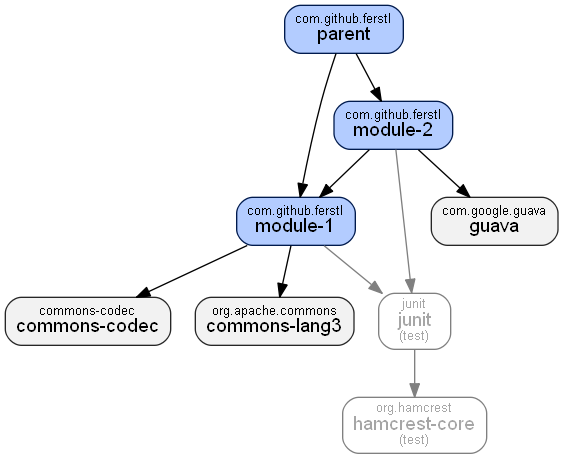 com.github.ferstl
parent
com.github.ferstl
module-2
com.github.ferstl
module-1
com.google.guava
guava
commons-codec
commons-codec
org.apache.commons
commons-lang3
junit
junit
(test)
org.hamcrest
hamcrest-core
(test)